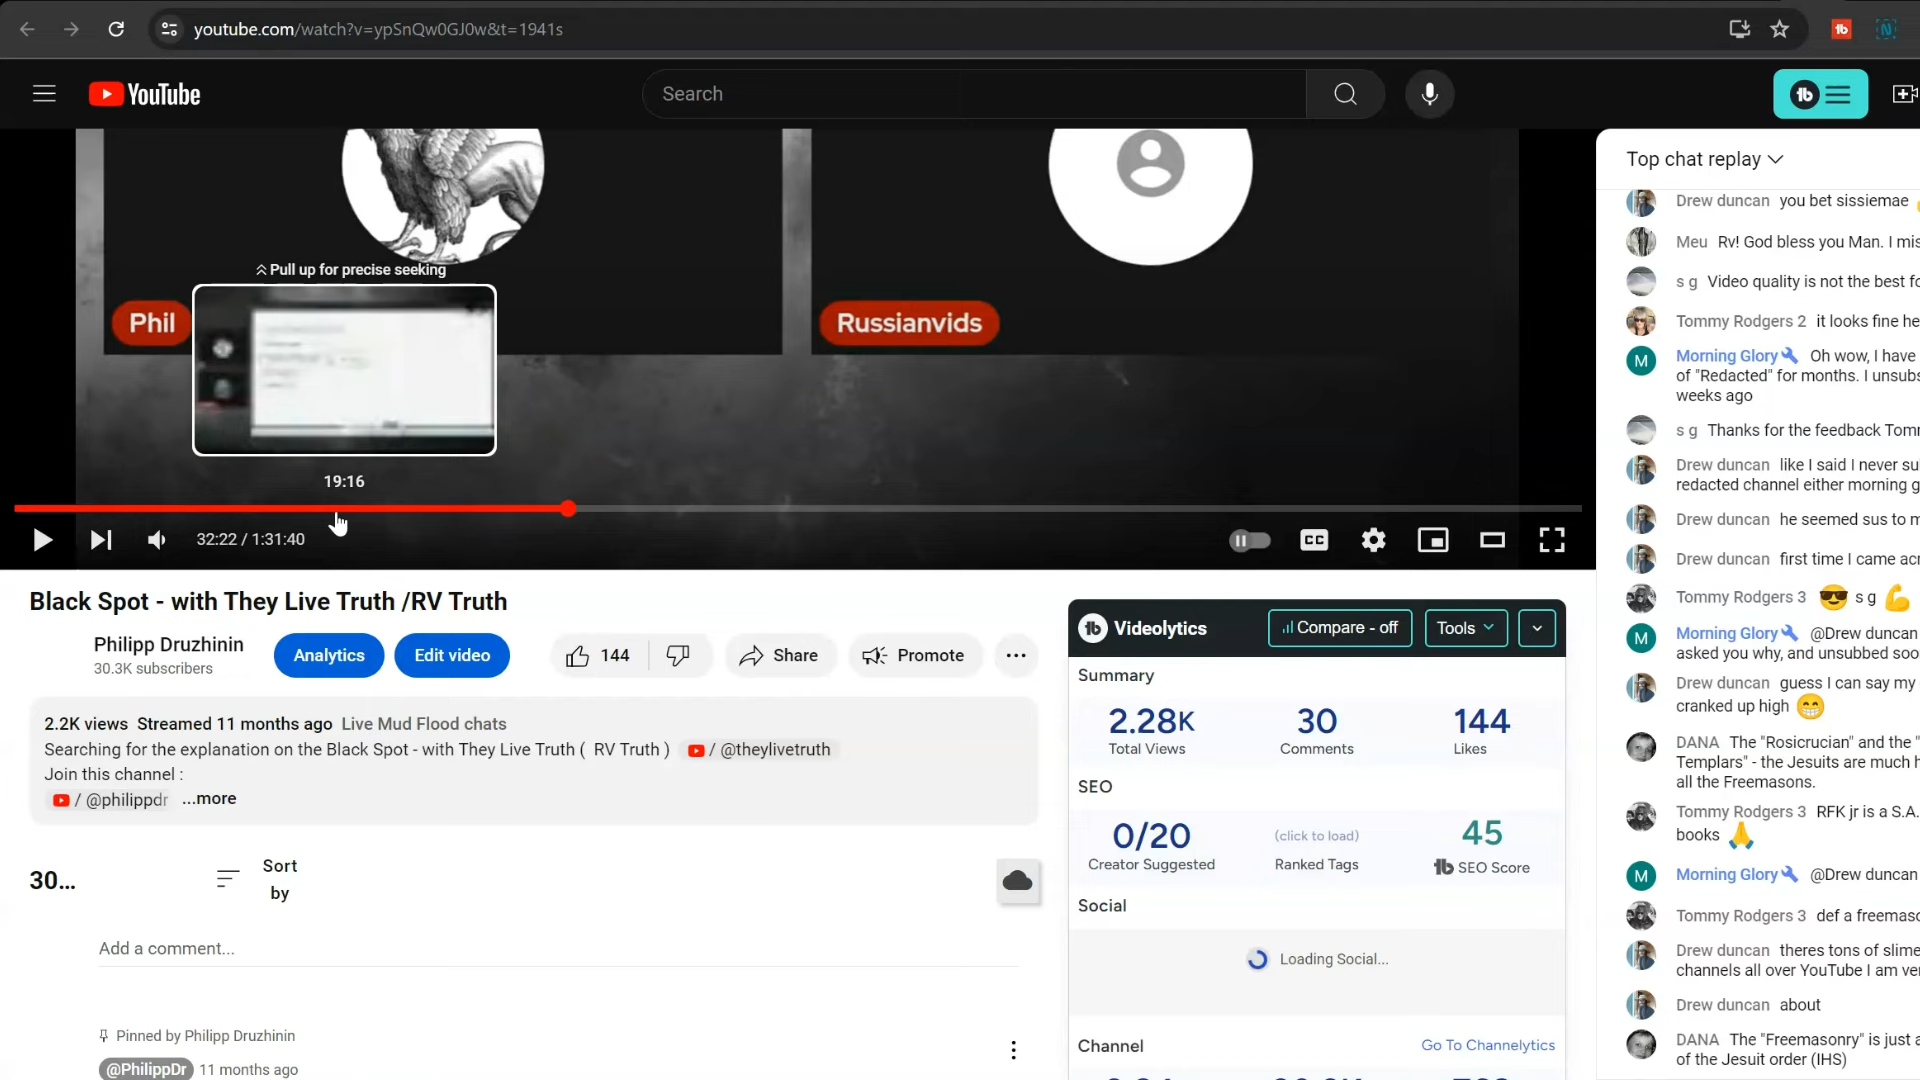 youtube.com/watch?v=ypSnQw0GJ0w&t=1941s
YouTube
Search
Pull up for precise seeking
Phil
Russianvids
19:16
32:22 / 1:31:40
CC
Black Spot - with They Live Truth /RV Truth
Philipp Druzhinin
30.3K subscribers
Analytics
Edit video
144
Share
Promote
2.2K views Streamed 11 months ago Live Mud Flood chats
Searching for the explanation on the Black Spot - with They Live Truth ( RV Truth ) / @theylivetruth
Join this channel :
/ @philippdr ...more
30...
Sort
by
Add a comment...
Pinned by Philipp Druzhinin
@PhilippDr 11 months ago
Videolytics
Compare - off
Tools
Summary
2.28K
Total Views
30
Comments
144
Likes
SEO
0/20
Creator Suggested
(click to load)
Ranked Tags
45
SEO Score
Social
Loading Social...
Channel
Go To Channelytics
Top chat replay
Drew duncan you bet sissiemae
Meu Rv! God bless you Man. I mis
s g Video quality is not the best fo
Tommy Rodgers 2 it looks fine he
M
Morning Glory Oh wow, I have
of "Redacted" for months. I unsubs
weeks ago
s g Thanks for the feedback Tom
Drew duncan like I said I never su
redacted channel either morning g
Drew duncan he seemed sus to m
Drew duncan first time I came acr
Tommy Rodgers 3 😎 s g 💪
M
Morning Glory @Drew duncan
asked you why, and unsubbed soo
Drew duncan guess I can say my
cranked up high 😁
DANA The "Rosicrucian" and the "
Templars" - the Jesuits are much h
all the Freemasons.
Tommy Rodgers 3 RFK jr is a S.A.
books 🙏
M
Morning Glory @Drew duncan
Tommy Rodgers 3 def a freemaso
Drew duncan theres tons of slime
channels all over YouTube I am ve
Drew duncan about
DANA The "Freemasonry" is just a
of the Jesuit order (IHS)